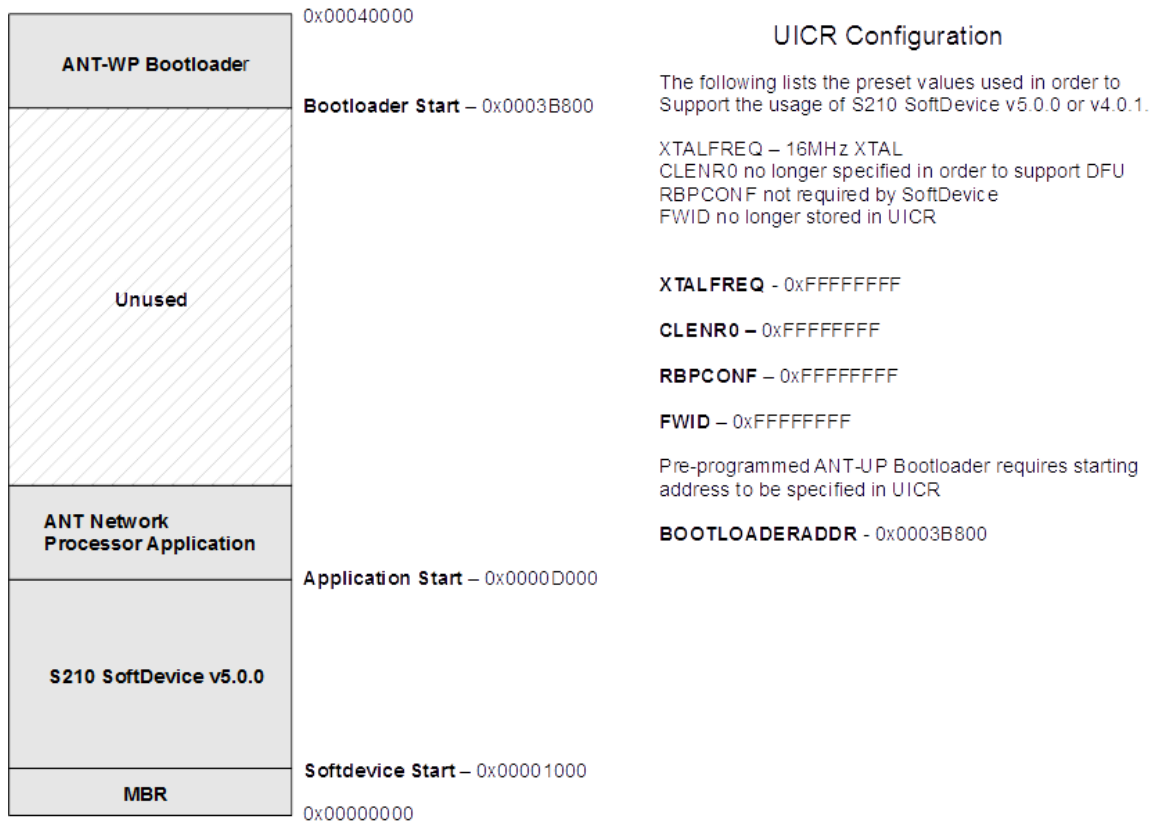 0x00040000
ANT-WP Bootloader
Bootloader Start – 0x0003B800
Unused
ANT Network
Processor Application
Application Start – 0x0000D000
S210 SoftDevice v5.0.0
Softdevice Start – 0x00001000
MBR
0x00000000
UICR Configuration
The following lists the preset values used in order to
Support the usage of S210 SoftDevice v5.0.0 or v4.0.1.
XTALFREQ – 16MHz XTAL
CLENR0 no longer specified in order to support DFU
RBPCONF not required by SoftDevice
FWID no longer stored in UICR
XTALFREQ - 0xFFFFFFFF
CLENR0 – 0xFFFFFFFF
RBPCONF – 0xFFFFFFFF
FWID – 0xFFFFFFFF
Pre-programmed ANT-UP Bootloader requires starting
address to be specified in UICR
BOOTLOADERADDR - 0x0003B800